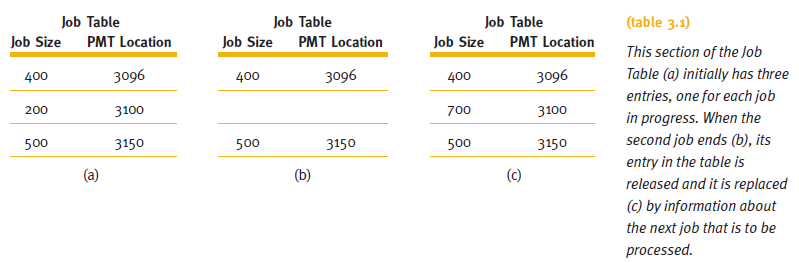 Job Table
Job Size PMT Location
400 3096
200 3100
500 3150
(a)
Job Table
Job Size PMT Location
400 3096
500 3150
(b)
Job Table
Job Size PMT Location
400 3096
700 3100
500 3150
(c)
(table 3.1)
This section of the Job
Table (a) initially has three
entries, one for each job
in progress. When the
second job ends (b), its
entry in the table is
released and it is replaced
(c) by information about
the next job that is to be
processed.